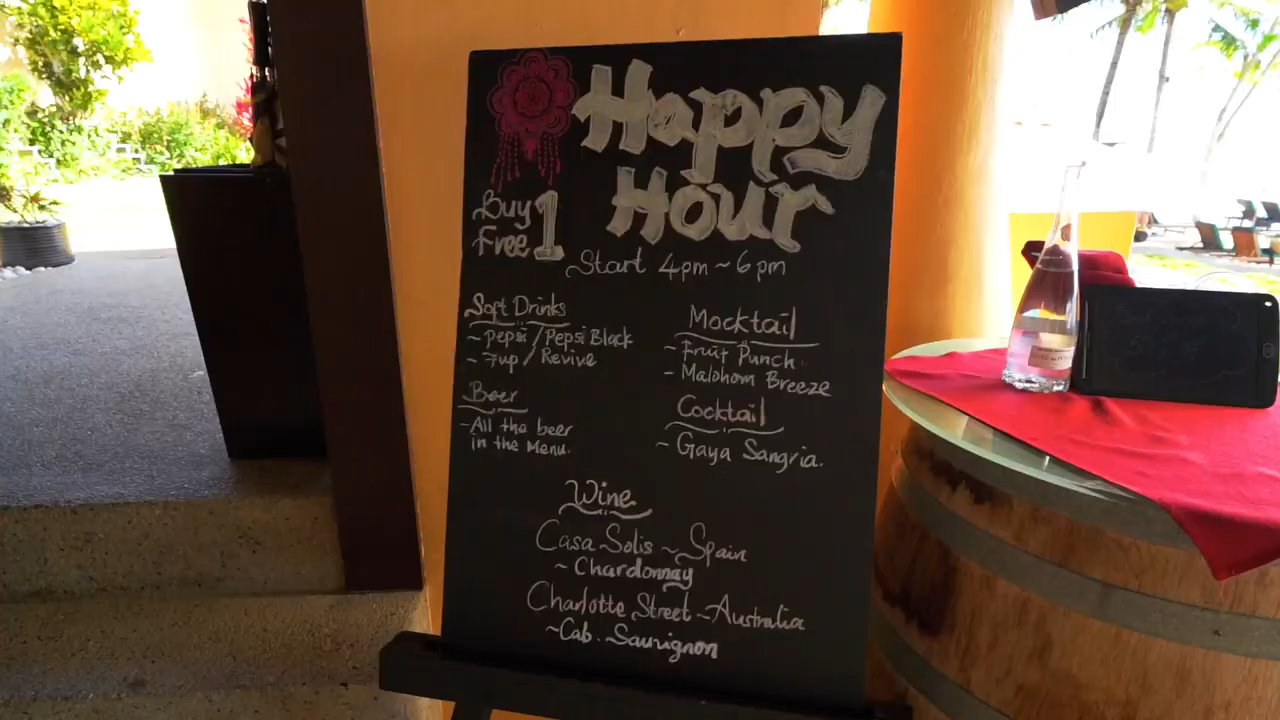 Happy
Hour
Buy 1
Free
Start 4pm ~ 6pm
Soft Drinks
~ Pepsi / Pepsi Black
~ 7up / Revive
Beer
~ All the beer
in the Menu.
Mocktail
- Fruit Punch
- Malohom Breeze
Cocktail
- Gaya Sangria.
Wine
Casa Solis ~ Spain
~ Chardonnay
Charlotte Street ~ Australia
~ Cab. Sauvignon